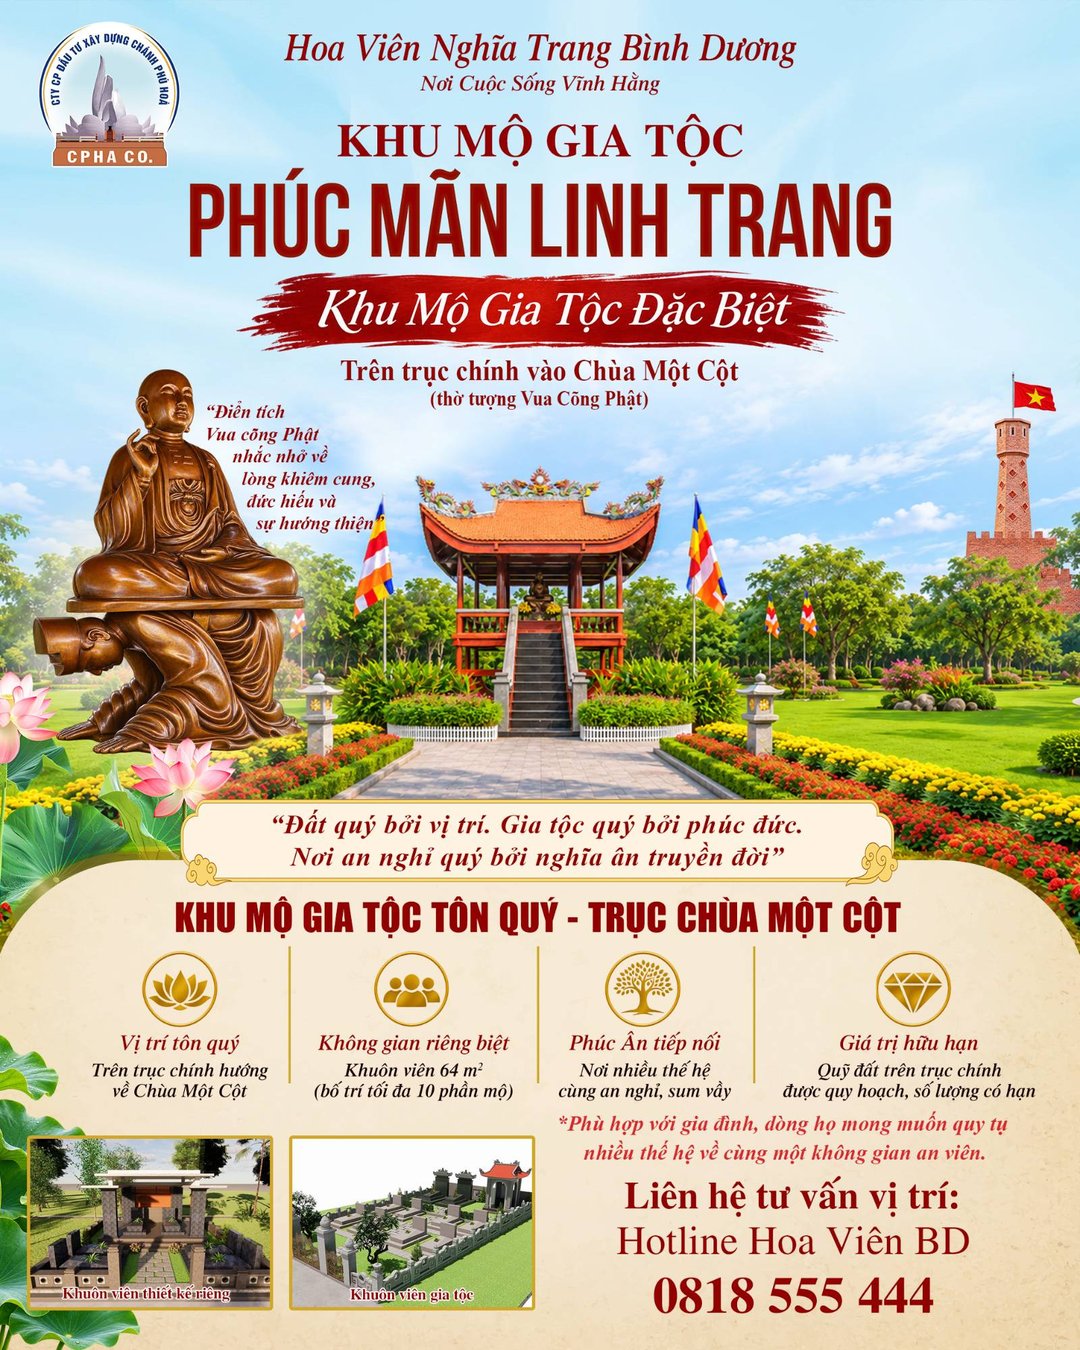 CTY CP ĐẦU TƯ XÂY DỰNG CHÁNH PHÚ HOÀ
CPHA CO.
Hoa Viên Nghĩa Trang Bình Dương
Nơi Cuộc Sống Vĩnh Hằng
KHU MỘ GIA TỘC
PHÚC MÃN LINH TRANG
Khu Mộ Gia Tộc Đặc Biệt
Trên trục chính vào Chùa Một Cột
(thờ tượng Vua Cõng Phật)
“Điển tích
Vua cõng Phật
nhắc nhở về
lòng khiêm cung,
đức hiếu và
sự hướng thiện”
“Đất quý bởi vị trí. Gia tộc quý bởi phúc đức.
Nơi an nghỉ quý bởi nghĩa ân truyền đời”
KHU MỘ GIA TỘC TÔN QUÝ - TRỤC CHÙA MỘT CỘT
Vị trí tôn quý
Trên trục chính hướng
về Chùa Một Cột
Không gian riêng biệt
Khuôn viên 64 m²
(bố trí tối đa 10 phần mộ)
Phúc Ân tiếp nối
Nơi nhiều thế hệ
cùng an nghỉ, sum vầy
Giá trị hữu hạn
Quỹ đất trên trục chính
được quy hoạch, số lượng có hạn
*Phù hợp với gia đình, dòng họ mong muốn quy tụ
nhiều thế hệ về cùng một không gian an viên.
Khuôn viên thiết kế riêng
Khuôn viên gia tộc
Liên hệ tư vấn vị trí:
Hotline Hoa Viên BD
0818 555 444